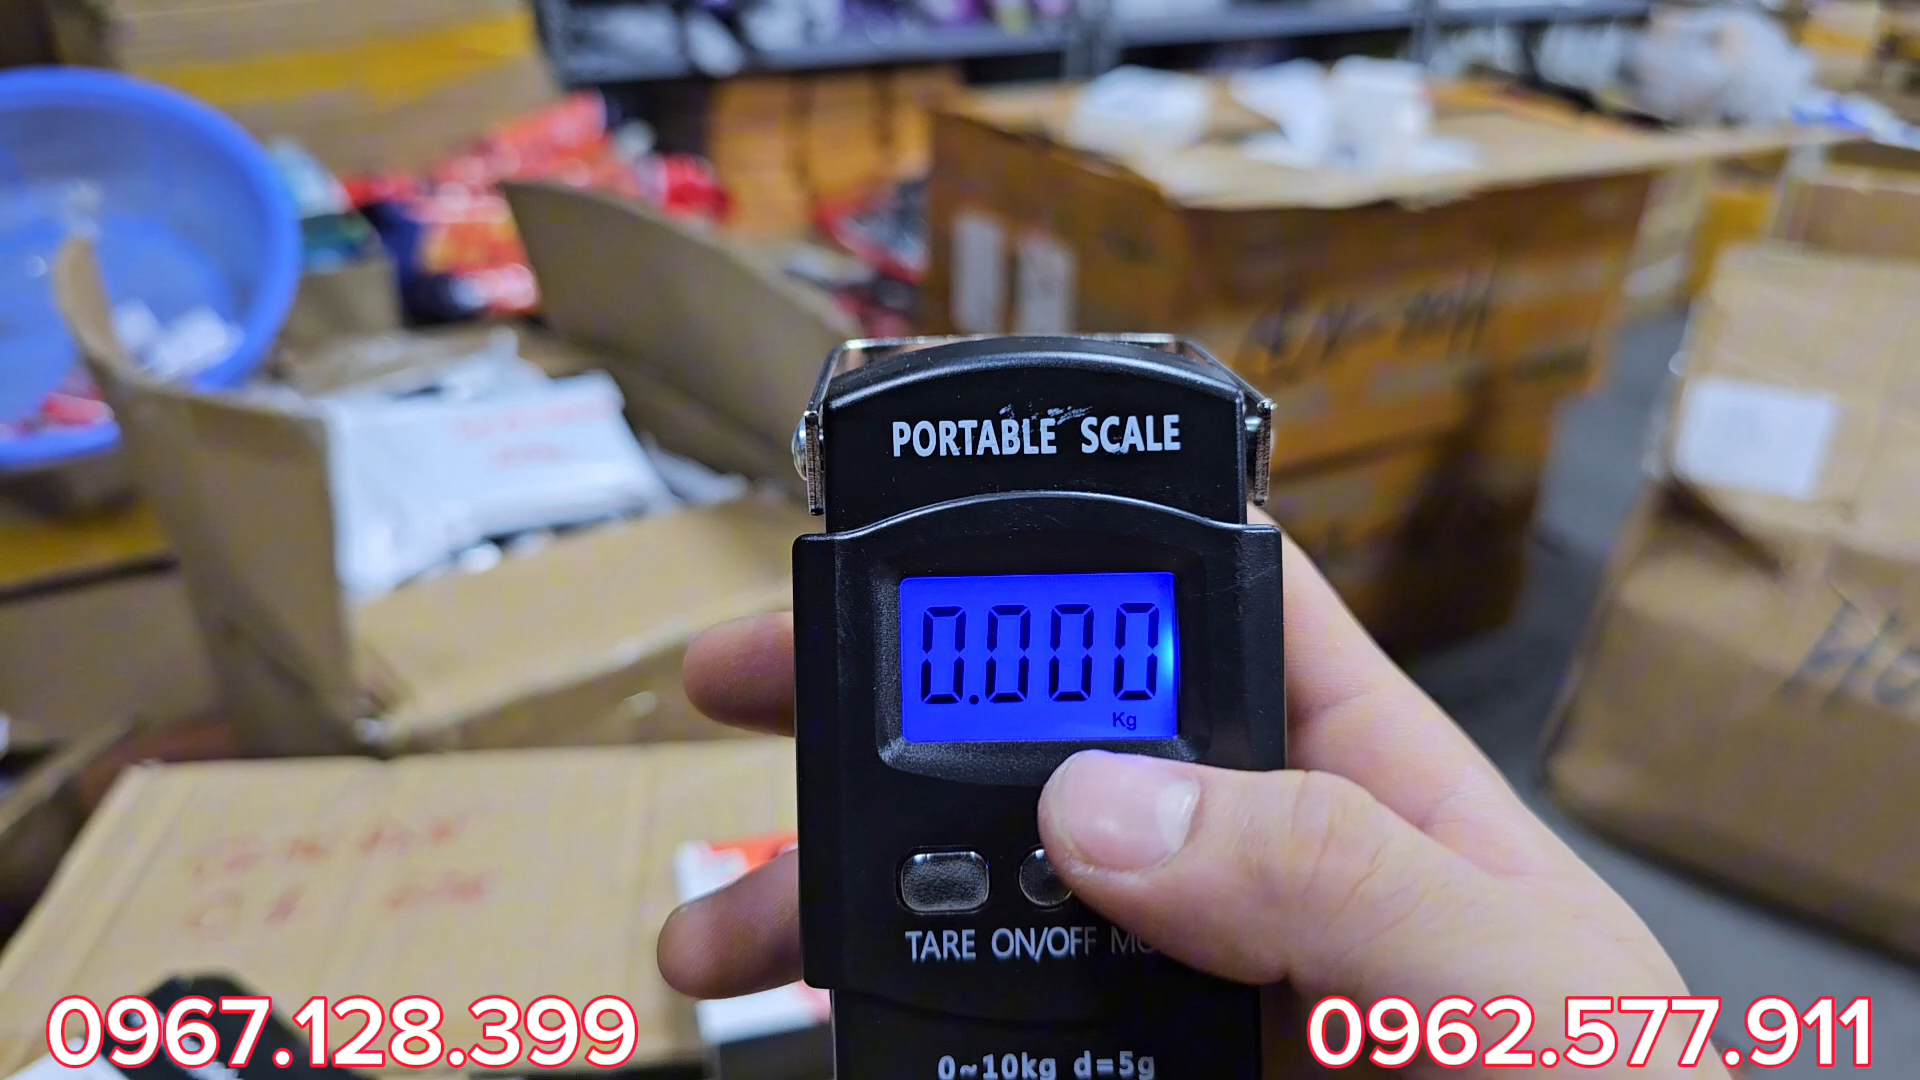 PORTABLE SCALE
0.000
Kg
TARE ON/OFF
0~10kg d=5g
0967.128.399
0962.577.911